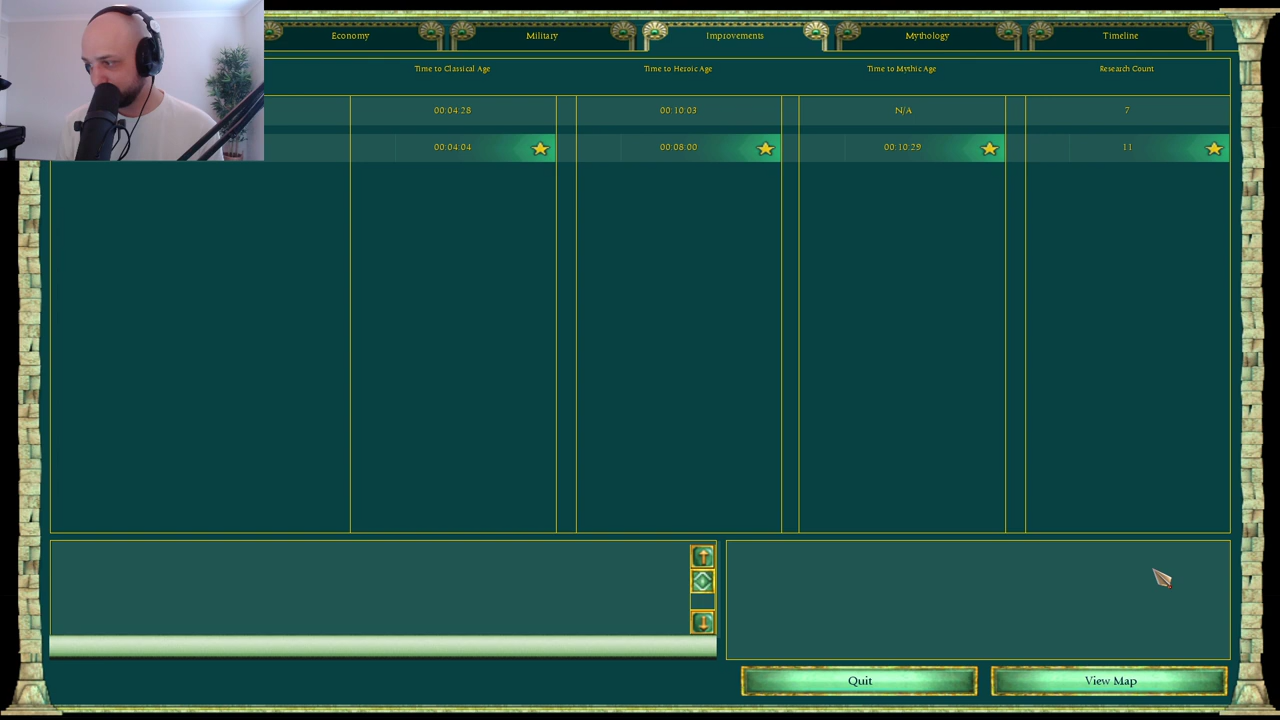 Economy Military Improvements Mythology Timeline
Time to Classical Age Time to Heroic Age Time to Mythic Age Research Count
00:04:28 00:10:03 N/A 7
00:04:04 00:08:00 00:10:29 11
Quit View Map